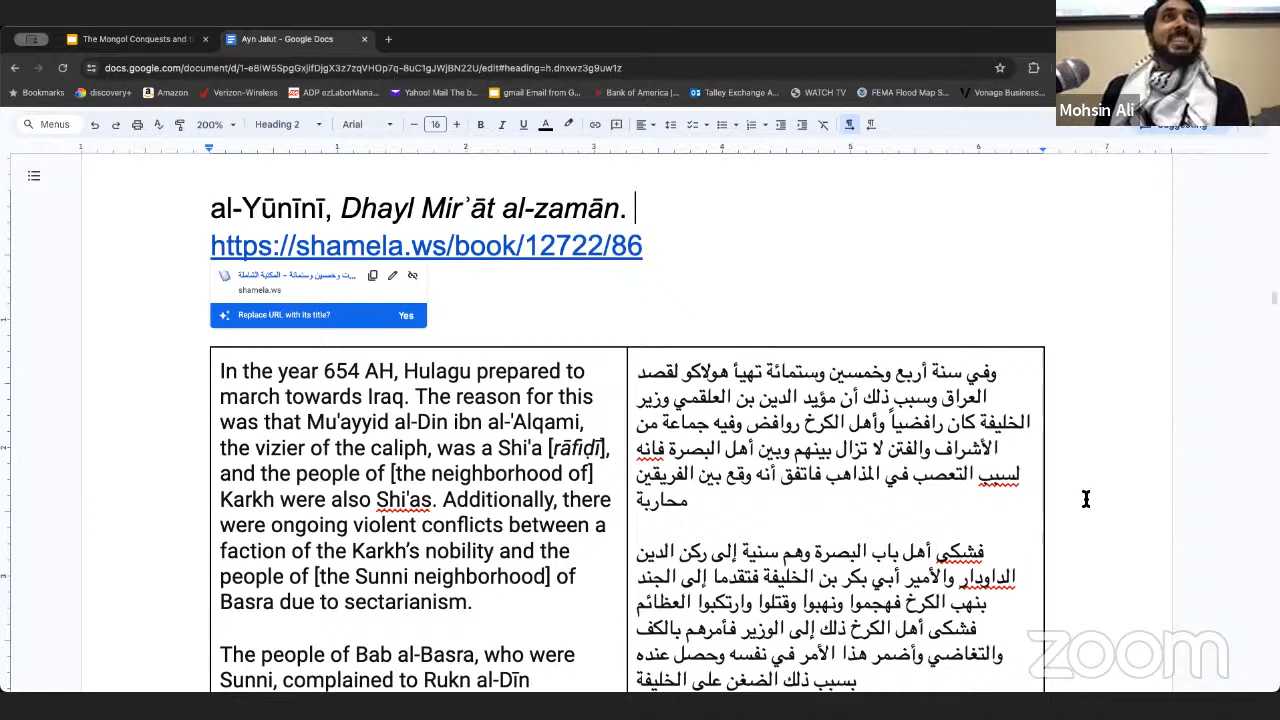 The Mongol Conquests and t
Ayn Jalut - Google Docs
docs.google.com/document/d/1-e8IW5SpgGxjifDjgX3z7zqVHOp7q-8uC1gJWjBN22U/edit#heading=h.dnxwz3g9uw1z
Bookmarks discovery+ Amazon Verizon-Wireless ADP ezLaborMana... Yahoo! Mail The b... gmail Email from G... Bank of America |... Talley Exchange A... WATCH TV FEMA Flood Map S... Vonage Business...
Mohsin Ali
Menus 200% Heading 2 Arial 16
1 1 2 3 4 5 6 7
al-Yūnīnī, Dhayl Mirʾāt al-zamān.
https://shamela.ws/book/12722/86
ت وخمسين وستمائة - المكتبة الشاملة...
shamela.ws
Replace URL with its title? Yes
In the year 654 AH, Hulagu prepared to
march towards Iraq. The reason for this
was that Mu'ayyid al-Din ibn al-'Alqami,
the vizier of the caliph, was a Shi'a [rāfiḍī],
and the people of [the neighborhood of]
Karkh were also Shi'as. Additionally, there
were ongoing violent conflicts between a
faction of the Karkh’s nobility and the
people of [the Sunni neighborhood] of
Basra due to sectarianism.
The people of Bab al-Basra, who were
Sunni, complained to Rukn al-Dīn
وفي سنة أربع وخمسين وستمائة تهيأ هولاكو لقصد
العراق وسبب ذلك أن مؤيد الدين بن العلقمي وزير
الخليفة كان رافضياً وأهل الكرخ روافض وفيه جماعة من
الأشراف والفتن لا تزال بينهم وبين أهل البصرة فانه
لسبب التعصب في المذاهب فاتفق أنه وقع بين الفريقين
محاربة
فشكى أهل باب البصرة وهم سنية إلى ركن الدين
الداودار والأمير أبي بكر بن الخليفة فتقدما إلى الجند
بنهب الكرخ فهجموا ونهبوا وقتلوا وارتكبوا العظائم
فشكى أهل الكرخ ذلك إلى الوزير فأمرهم بالكف
والتغاضي وأضمر هذا الأمر في نفسه وحصل عنده
بسبب ذلك الضغن على الخليفة
zoom